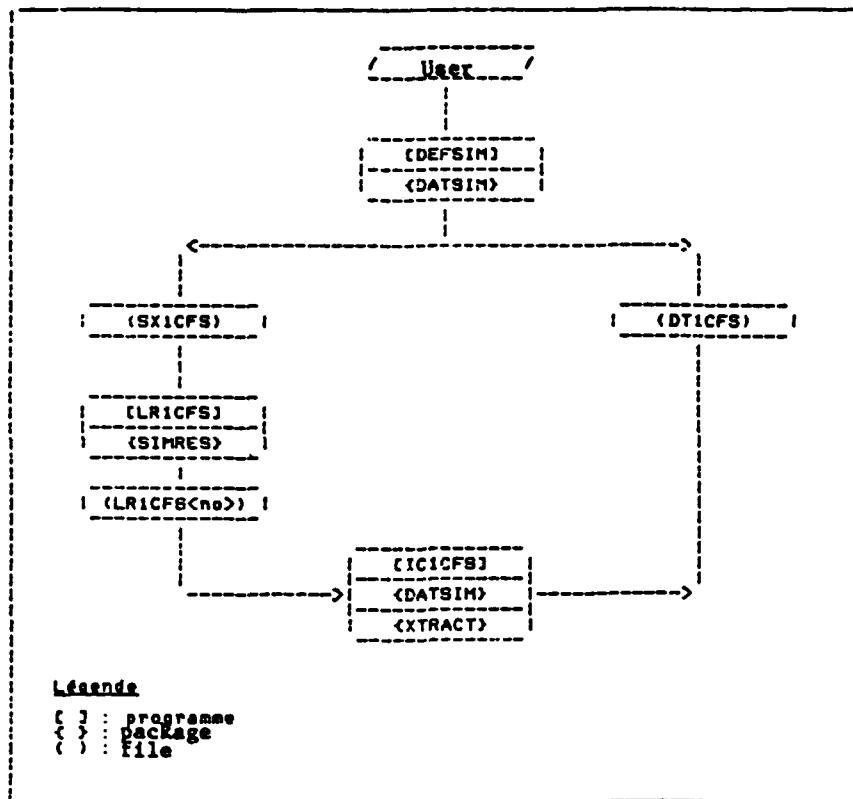 User
[DEFSIM]
{DATSIM}
(SX1CFS)
(DT1CFS)
[LR1CFS]
{SIMRES}
(LR1CFS<no>)
[IC1CFS]
{DATSIM}
{XTRACT}
Légende
[ ] : programme
{ } : package
( ) : file